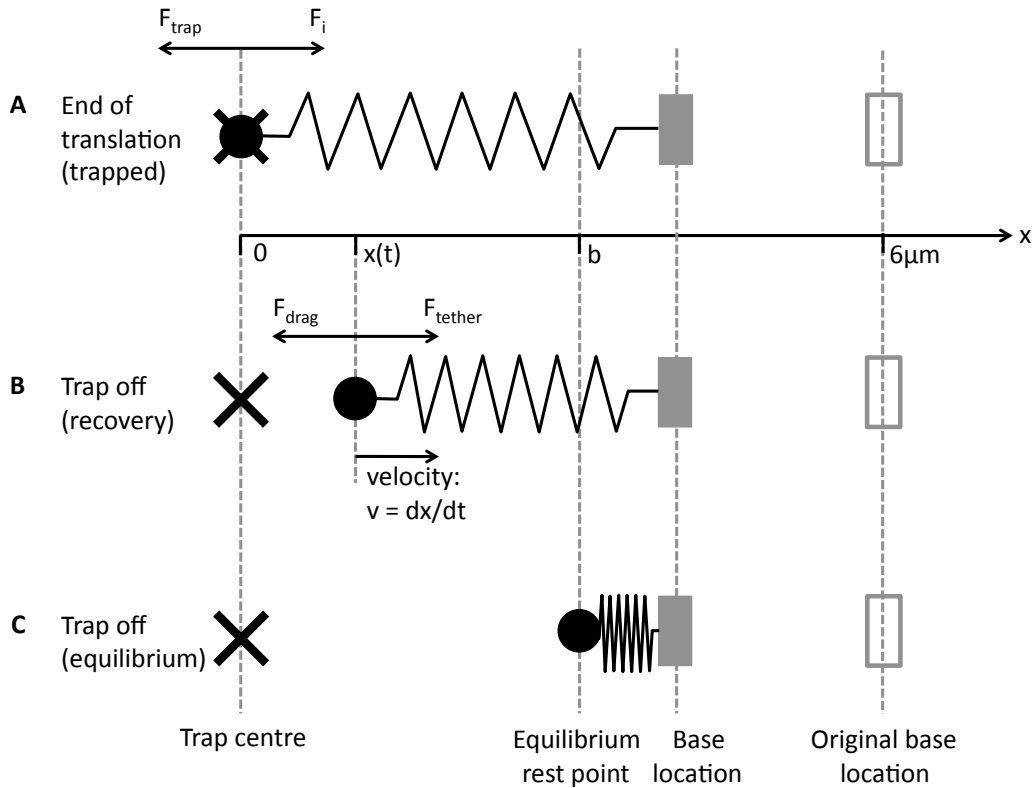 F_trap F_i
A End of
translation
(trapped)
0 x(t) b 6μm x
F_drag F_tether
B Trap off
(recovery)
velocity:
v = dx/dt
C Trap off
(equilibrium)
Trap centre
Equilibrium
rest point
Base
location
Original base
location